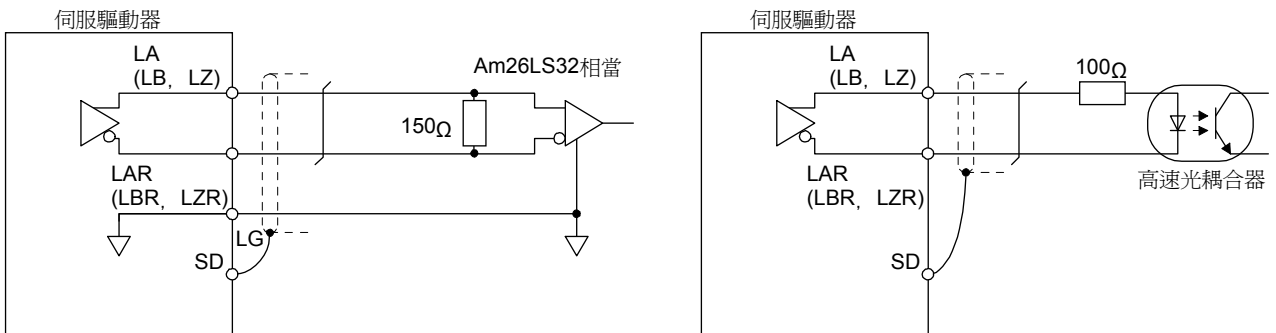 伺服驅動器
LA
(LB, LZ)
Am26LS32相當
150Ω
LAR
(LBR, LZR)
LG
SD
伺服驅動器
LA
(LB, LZ)
100Ω
LAR
(LBR, LZR)
高速光耦合器
SD